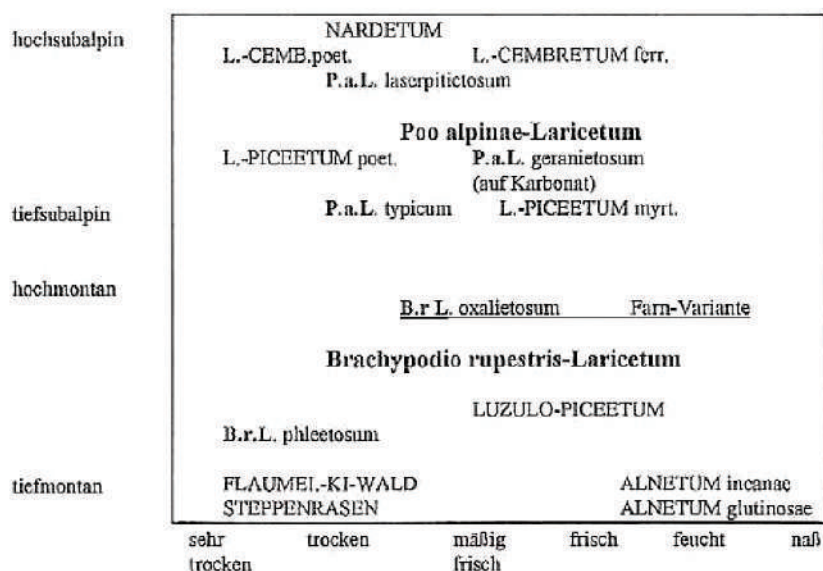 hochsubalpin
NARDETUM
L.-CEMB.poet. L.-CEMBRETUM ferr.
P.a.L. laserpitietosum
Poo alpinae-Laricetum
L.-PICEETUM poet. P.a.L. geranietosum
(auf Karbonat)
tiefsubalpin P.a.L. typicum L.-PICEETUM myrt.
hochmontan
B.r L. oxalietosum Farn-Variante
Brachypodio rupestris-Laricetum
LUZULO-PICEETUM
B.r.L. phleetosum
tiefmontan FLAUMEI.-KI-WALD ALNETUM incanae
STEPPENRASEN ALNETUM glutinosae
sehr trocken mäßig frisch feucht naß
trocken frisch